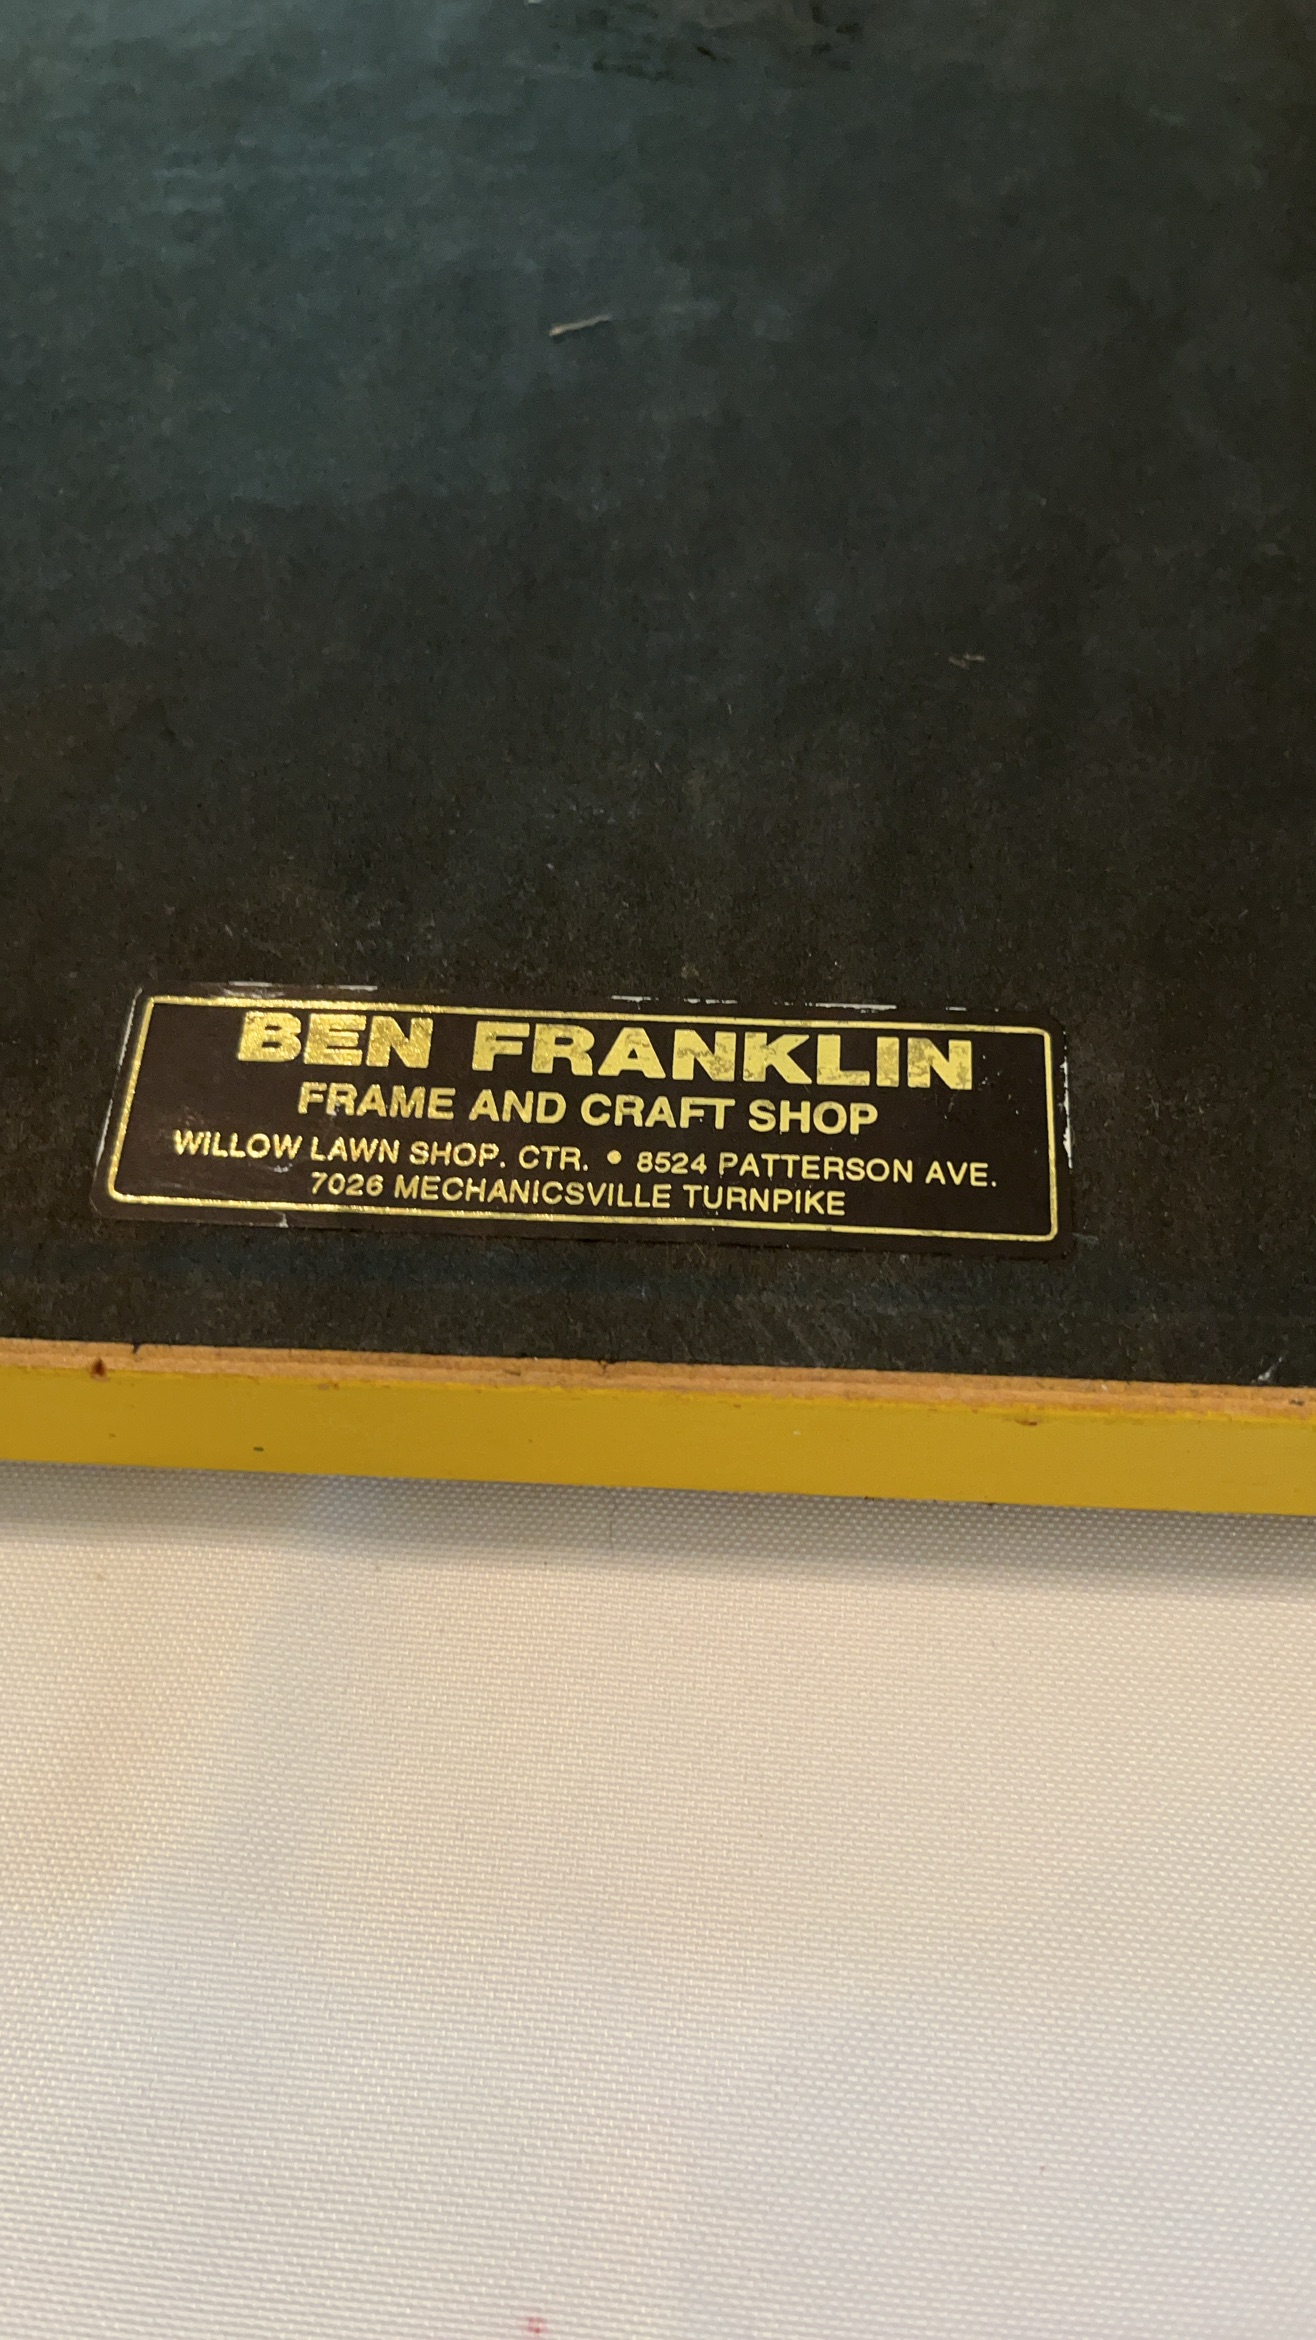 BEN FRANKLIN
FRAME AND CRAFT SHOP
WILLOW LAWN SHOP. CTR. • 8524 PATTERSON AVE.
7026 MECHANICSVILLE TURNPIKE